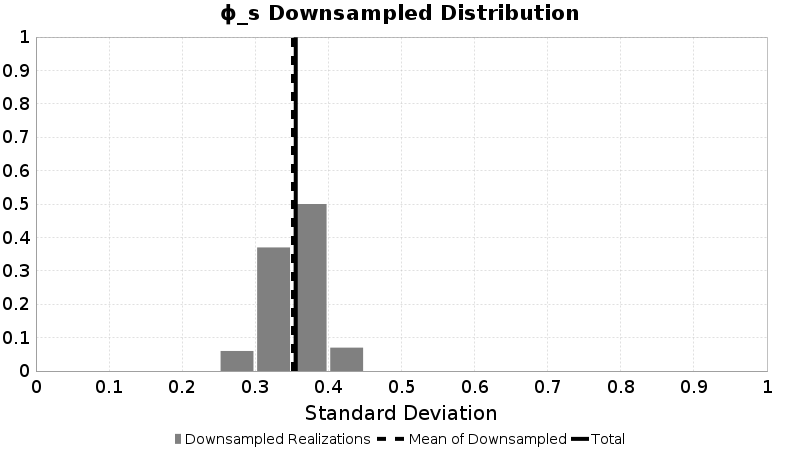 ϕ_s Downsampled Distribution
1
0.9
0.8
0.7
0.6
0.5
0.4
0.3
0.2
0.1
0
0 0.1 0.2 0.3 0.4 0.5 0.6 0.7 0.8 0.9 1
Standard Deviation
Downsampled Realizations Mean of Downsampled Total